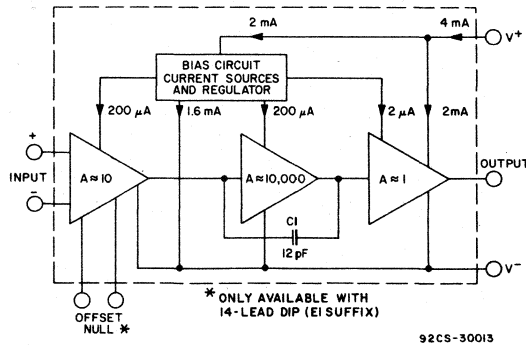 2 mA
4 mA
V+
BIAS CIRCUIT
CURRENT SOURCES
AND REGULATOR
200 μA
1.6 mA
200 μA
2 μA
2mA
+
INPUT
-
A≈10
A≈10,000
A≈1
OUTPUT
C1
12 pF
V-
OFFSET
NULL *
* ONLY AVAILABLE WITH
14-LEAD DIP (E1 SUFFIX)
92CS-30013